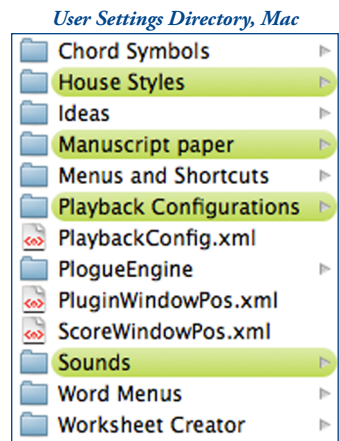 User Settings Directory, Mac
Chord Symbols
House Styles
Ideas
Manuscript paper
Menus and Shortcuts
Playback Configurations
PlaybackConfig.xml
PlogueEngine
PluginWindowPos.xml
ScoreWindowPos.xml
Sounds
Word Menus
Worksheet Creator